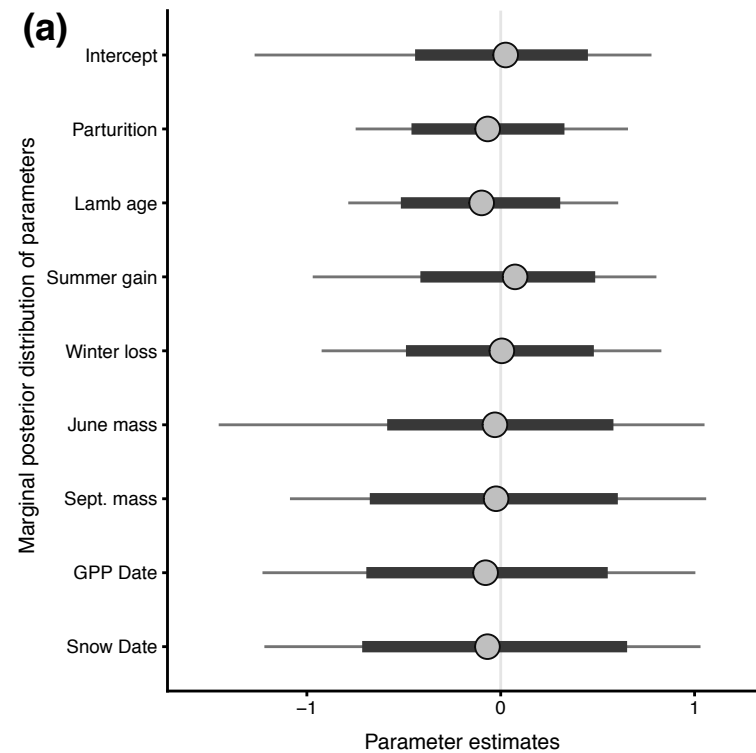 (a)
Marginal posterior distribution of parameters
Intercept
Parturition
Lamb age
Summer gain
Winter loss
June mass
Sept. mass
GPP Date
Snow Date
−1
0
1
Parameter estimates